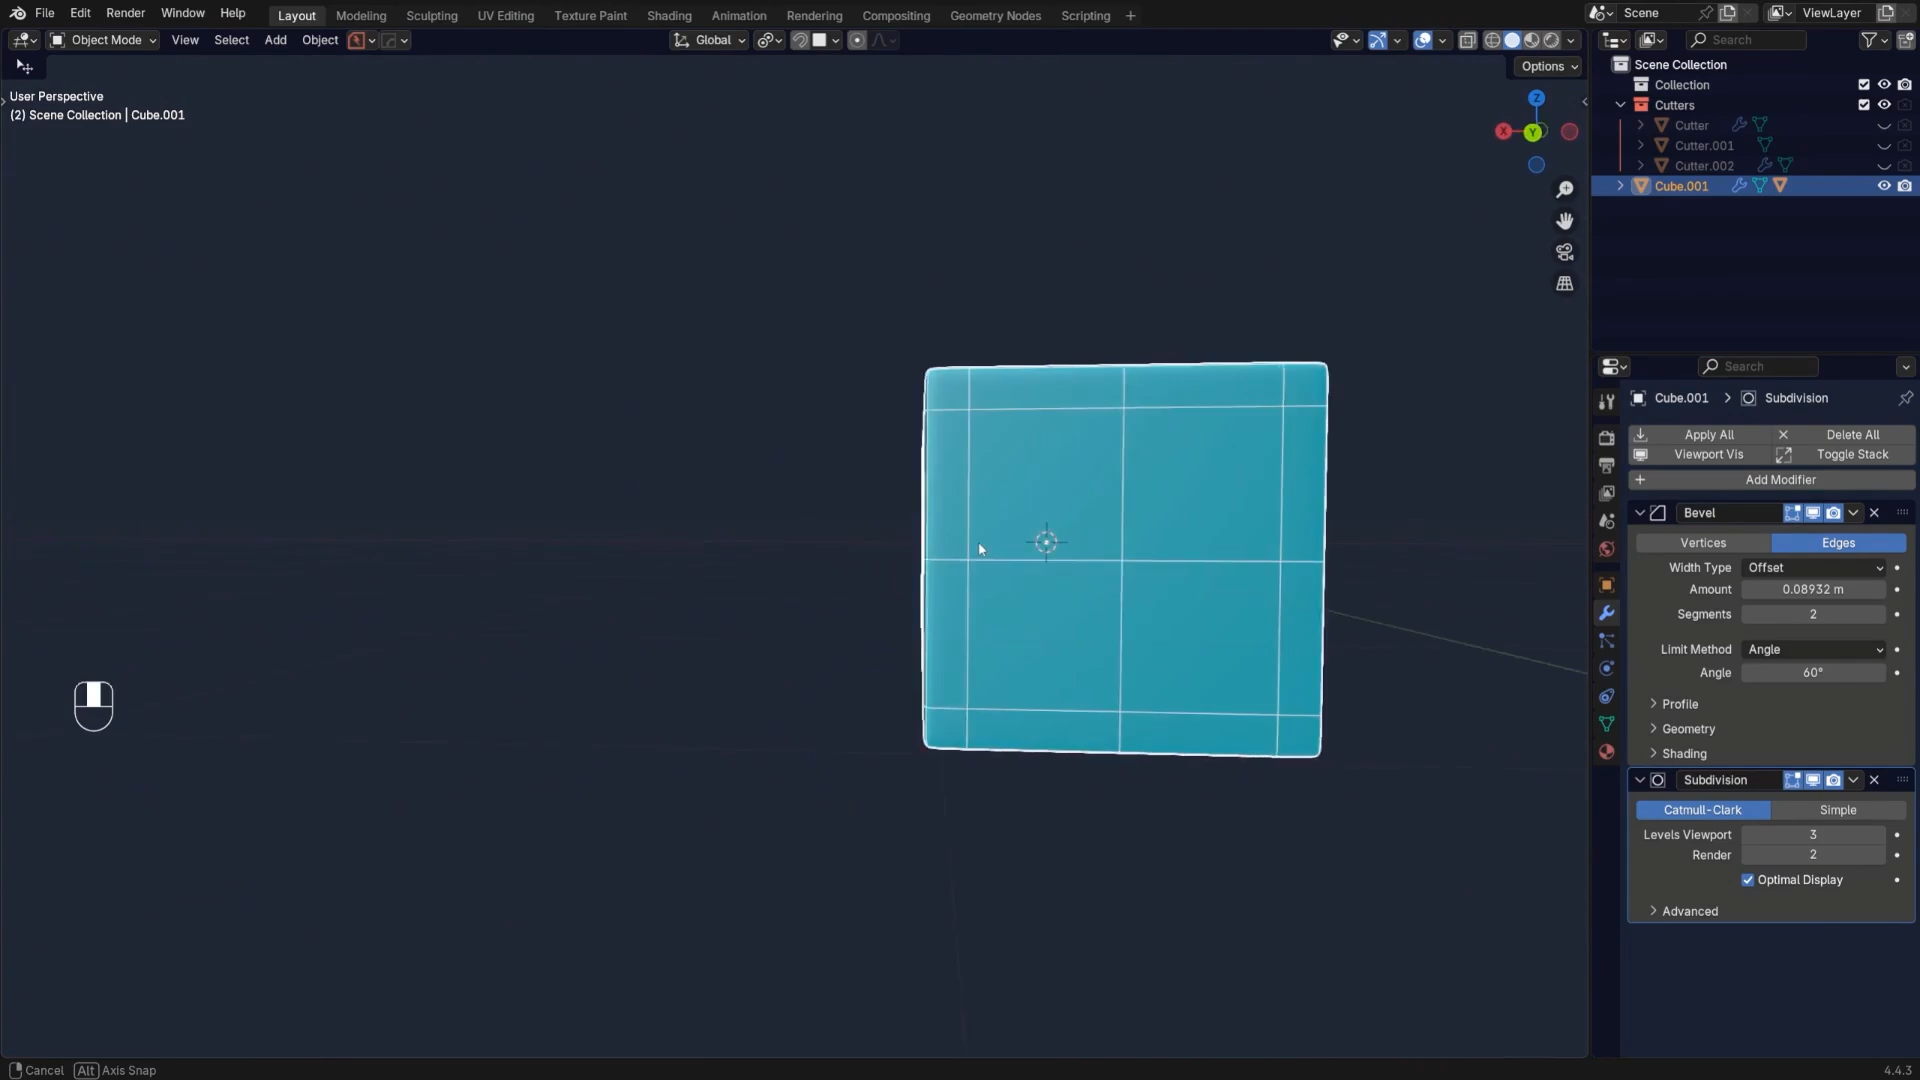 File Edit Render Window Help Layout Modeling Sculpting UV Editing Texture Paint Shading Animation Rendering Compositing Geometry Nodes Scripting + Scene ViewLayer
Object Mode View Select Add Object Global Search
Options
User Perspective
(2) Scene Collection | Cube.001
Z
X
Y
Scene Collection
Collection
Cutters
Cutter
Cutter.001
Cutter.002
Cube.001
Search
Cube.001 > Subdivision
Apply All Delete All
Viewport Vis Toggle Stack
Add Modifier
Bevel
Vertices Edges
Width Type Offset
Amount 0.08932 m
Segments 2
Limit Method Angle
Angle 60°
Profile
Geometry
Shading
Subdivision
Catmull-Clark Simple
Levels Viewport 3
Render 2
Optimal Display
Advanced
Cancel Alt Axis Snap 4.4.3